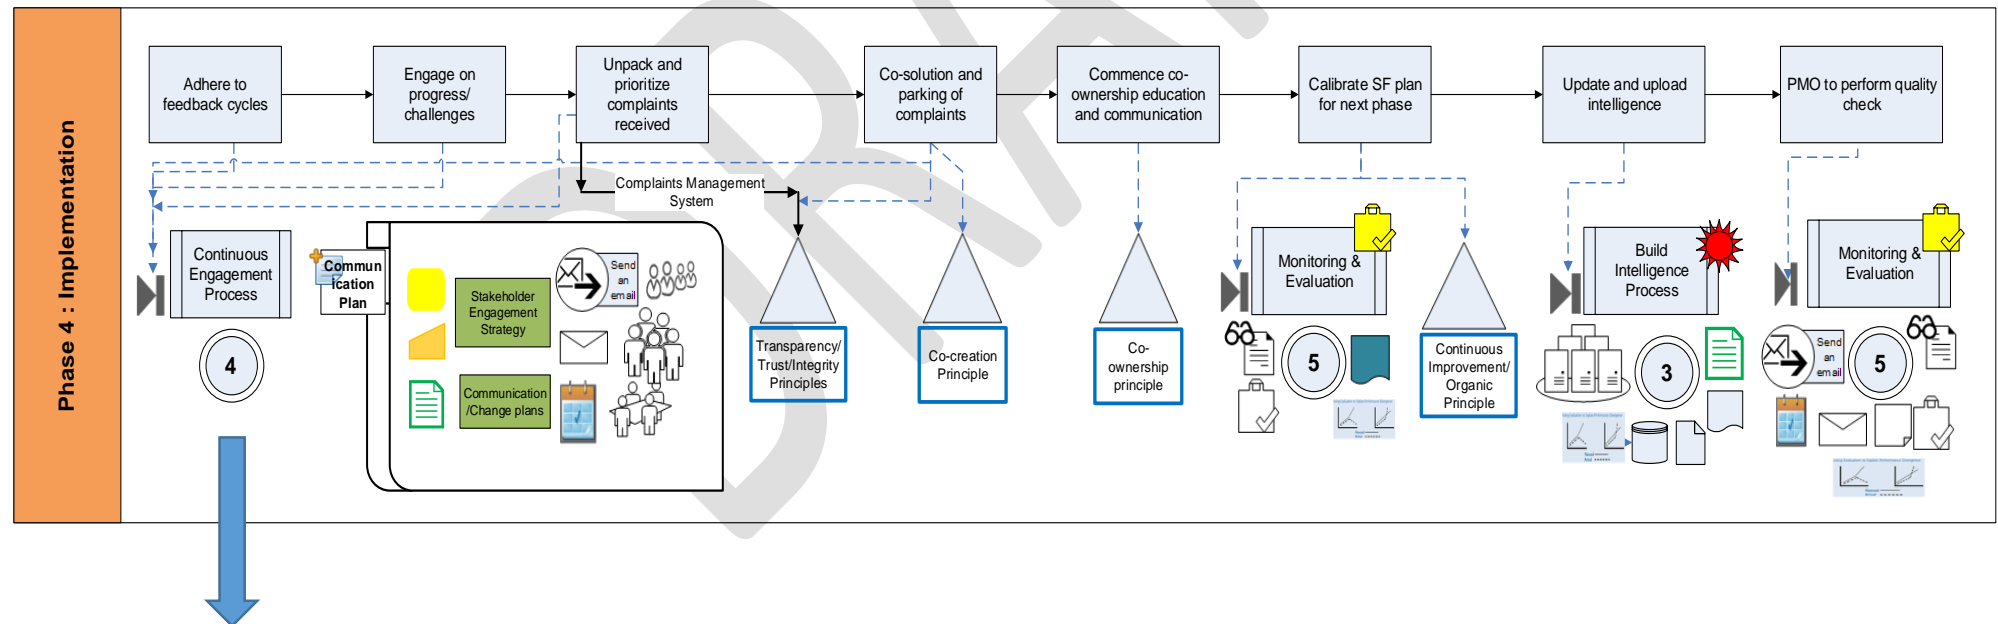 Phase 4 : Implementation
Adhere to
feedback cycles
Engage on
progress/
challenges
Unpack and
prioritize
complaints
received
Co-solution and
parking of
complaints
Commence co-
ownership education
and communication
Calibrate SF plan
for next phase
Update and upload
intelligence
PMO to perform quality
check
Complaints Management
System
Continuous
Engagement
Process
4
Commun
ication
Plan
Stakeholder
Engagement
Strategy
Communication
/Change plans
Send
an
email
Transparency/
Trust/Integrity
Principles
Co-creation
Principle
Co-
ownership
principle
Monitoring &
Evaluation
5
Continuous
Improvement/
Organic
Principle
Build
Intelligence
Process
3
Monitoring &
Evaluation
Send
an
email
5
DRA